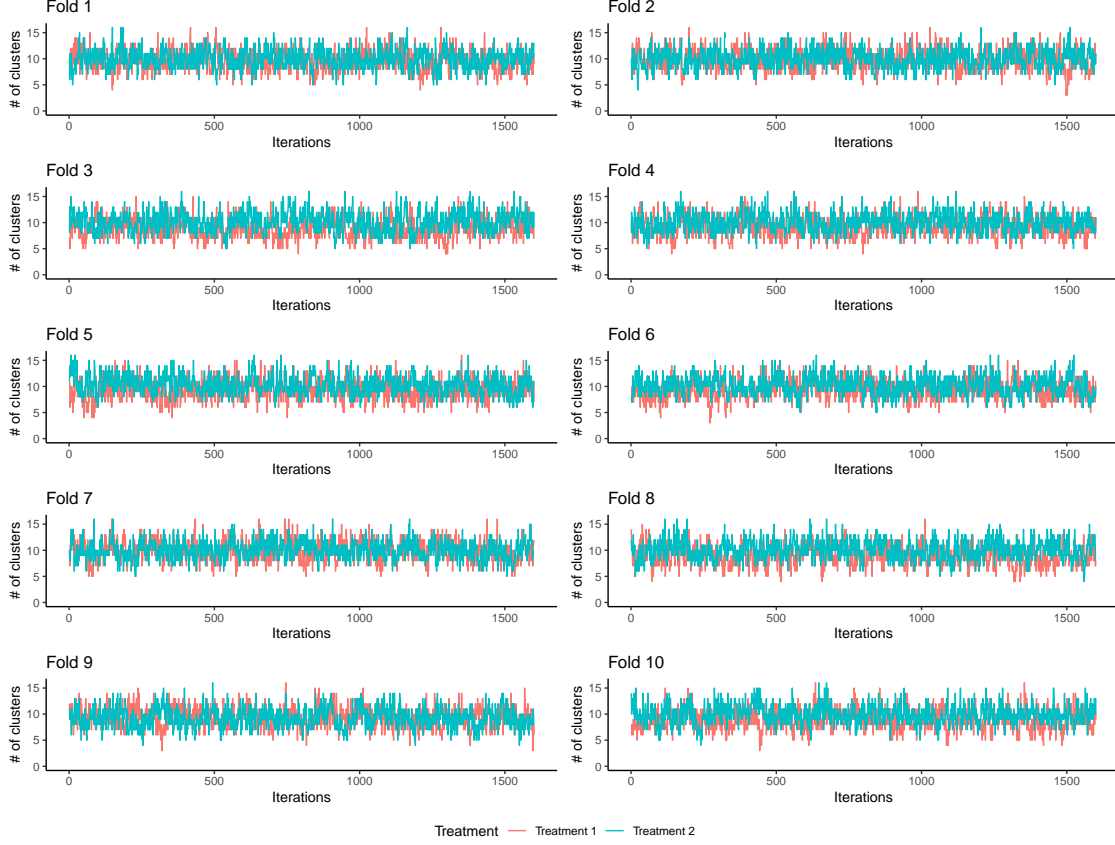 Fold 1
# of clusters
15
10
5
0
0 500 1000 1500
Iterations
Fold 2
# of clusters
15
10
5
0
0 500 1000 1500
Iterations
Fold 3
# of clusters
15
10
5
0
0 500 1000 1500
Iterations
Fold 4
# of clusters
15
10
5
0
0 500 1000 1500
Iterations
Fold 5
# of clusters
15
10
5
0
0 500 1000 1500
Iterations
Fold 6
# of clusters
15
10
5
0
0 500 1000 1500
Iterations
Fold 7
# of clusters
15
10
5
0
0 500 1000 1500
Iterations
Fold 8
# of clusters
15
10
5
0
0 500 1000 1500
Iterations
Fold 9
# of clusters
15
10
5
0
0 500 1000 1500
Iterations
Fold 10
# of clusters
15
10
5
0
0 500 1000 1500
Iterations
Treatment Treatment 1 Treatment 2